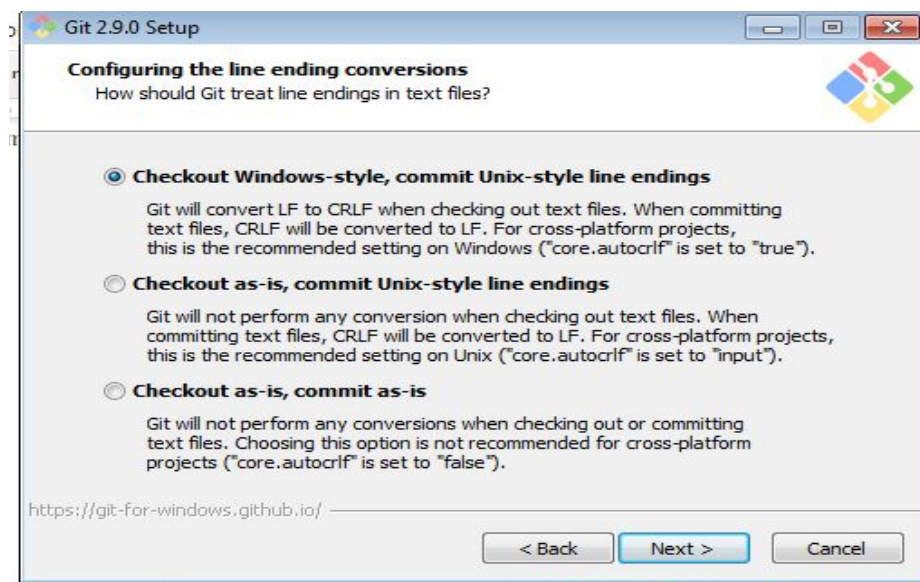 Git 2.9.0 Setup
Configuring the line ending conversions
How should Git treat line endings in text files?
Checkout Windows-style, commit Unix-style line endings
Git will convert LF to CRLF when checking out text files. When committing
text files, CRLF will be converted to LF. For cross-platform projects,
this is the recommended setting on Windows ("core.autocrlf" is set to "true").
Checkout as-is, commit Unix-style line endings
Git will not perform any conversion when checking out text files. When
committing text files, CRLF will be converted to LF. For cross-platform projects,
this is the recommended setting on Unix ("core.autocrlf" is set to "input").
Checkout as-is, commit as-is
Git will not perform any conversions when checking out or committing
text files. Choosing this option is not recommended for cross-platform
projects ("core.autocrlf" is set to "false").
https://git-for-windows.github.io/
< Back Next > Cancel